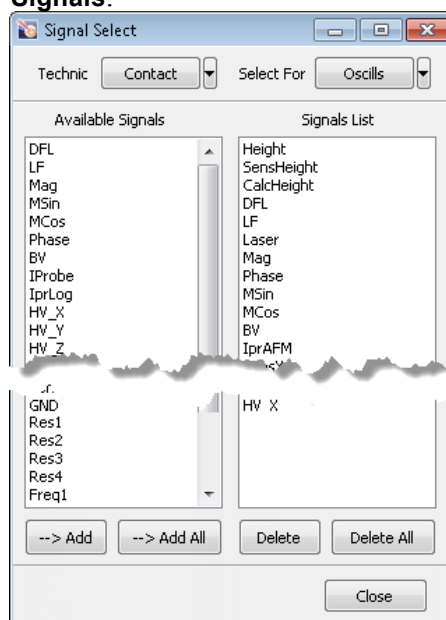 Signals.
Signal Select
Technic Contact Select For Oscills
Available Signals Signals List
DFL
LF
Mag
MSin
MCos
Phase
BV
IProbe
IprLog
HV_X
HV_Y
HV_Z
GND
Res1
Res2
Res3
Res4
Freq1
Height
SensHeight
CalcHeight
DFL
LF
Laser
Mag
Phase
MSin
MCos
BV
IprAFM
HV_X
--> Add --> Add All Delete Delete All
Close